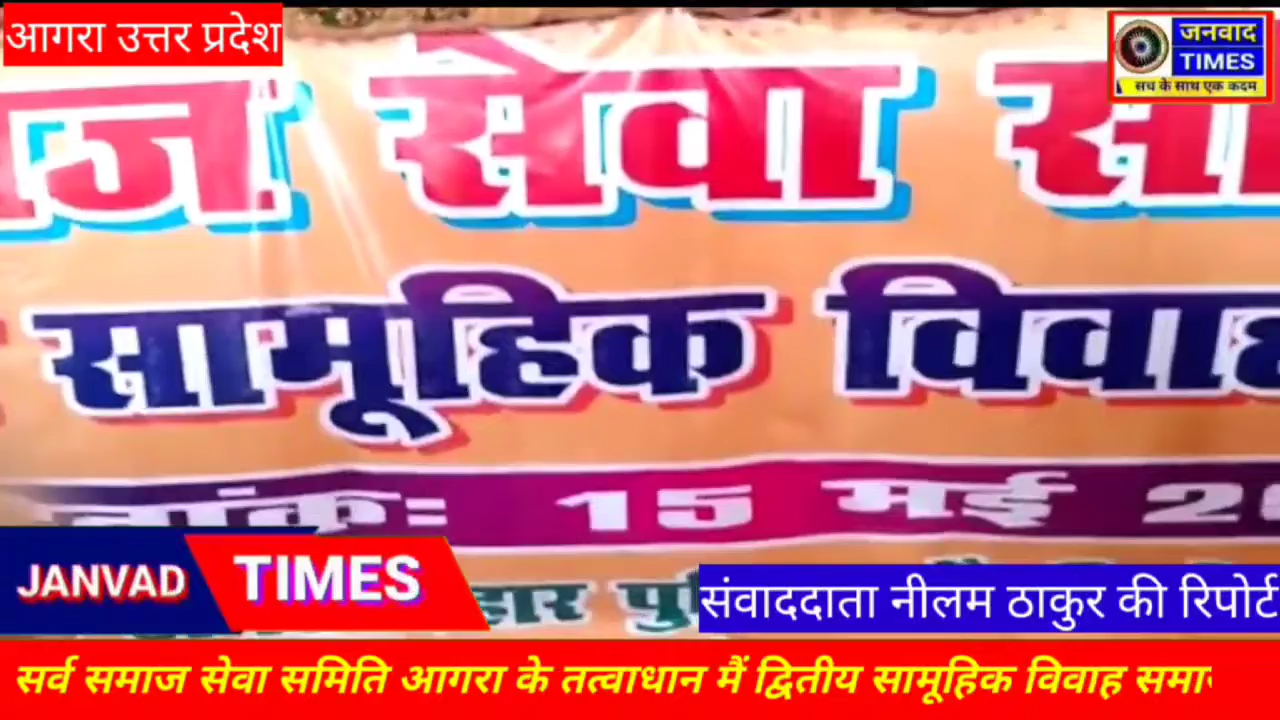 आगरा उत्तर प्रदेश
जनवाद
TIMES
सच के साथ एक कदम
सेवा
सामूहिक विवाह
15 मई
JANVAD TIMES
संवाददाता नीलम ठाकुर की रिपोर्ट
सर्व समाज सेवा समिति आगरा के तत्वाधान मैं द्वितीय सामूहिक विवाह